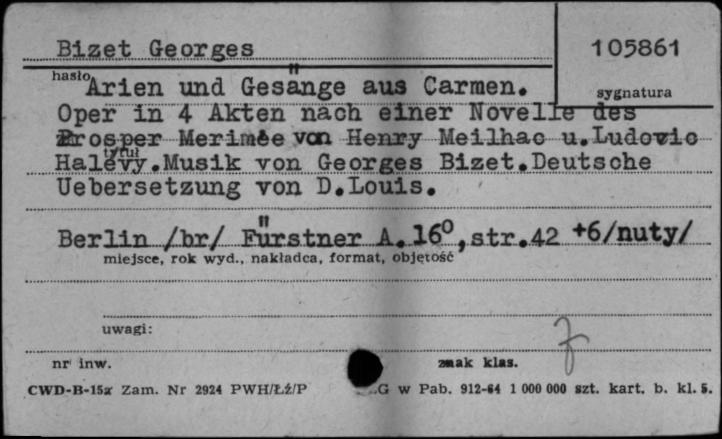 Bizet Georges
105861
hasło
sygnatura
Arien und Gesänge aus Carmen.
Oper in 4 Akten nach einer Novelle des
Prosper Merimée von Henry Meilhac u.Ludovic
tytuł
Halévy.Musik von Georges Bizet.Deutsche
Uebersetzung von D.Louis.
Berlin /br/ Fürstner A. 16⁰,str.42 +6/nuty/
miejsce, rok wyd., nakładca, format, objętość
uwagi:
nr inw.
znak klas.
CWD-B-15a Zam. Nr 2924 PWH/Łź/P
G w Pab. 912-64 1 000 000 szt. kart. b. kl. 5.